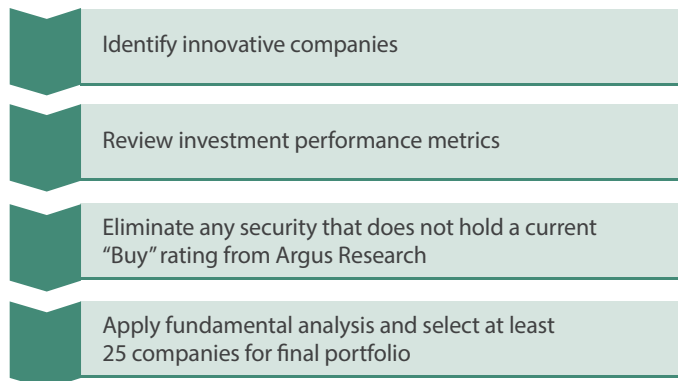 Identify innovative companies
Review investment performance metrics
Eliminate any security that does not hold a current
“Buy” rating from Argus Research
Apply fundamental analysis and select at least
25 companies for final portfolio